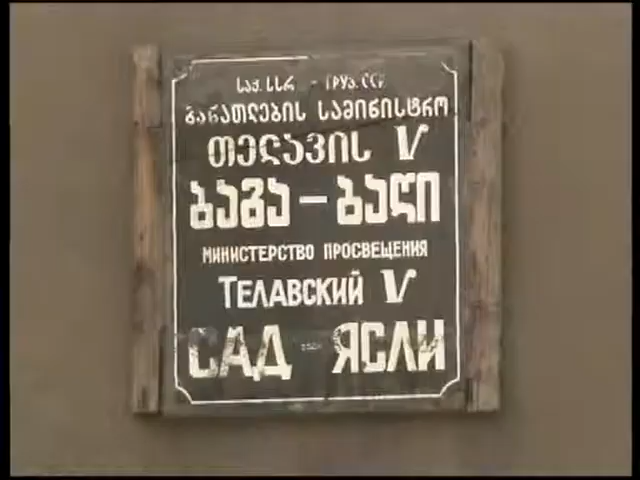 საქ. სსრ - ГРУЗ. ССР
განათლების სამინისტრო
თელავის V
ბაგა - ბაღი
МИНИСТЕРСТВО ПРОСВЕЩЕНИЯ
ТЕЛАВСКИЙ V
САД - ЯСЛИ